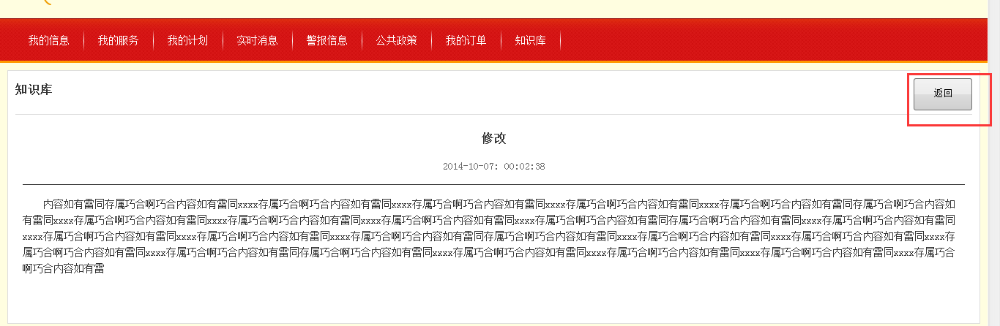 我的信息 我的服务 我的计划 实时消息 警报信息 公共政策 我的订单 知识库
知识库 返回
修改
2014-10-07: 00:02:38
内容如有雷同存属巧合啊巧合内容如有雷同xxxx存属巧合啊巧合内容如有雷同xxxx存属巧合啊巧合内容如有雷同xxxx存属巧合啊巧合内容如有雷同xxxx存属巧合啊巧合内容如有雷同存属巧合啊巧合内容如
有雷同xxxx存属巧合啊巧合内容如有雷同xxxx存属巧合啊巧合内容如有雷同xxxx存属巧合啊巧合内容如有雷同xxxx存属巧合啊巧合内容如有雷同存属巧合啊巧合内容如有雷同xxxx存属巧合啊巧合内容如有雷同
xxxx存属巧合啊巧合内容如有雷同xxxx存属巧合啊巧合内容如有雷同xxxx存属巧合啊巧合内容如有雷同存属巧合啊巧合内容如有雷同xxxx存属巧合啊巧合内容如有雷同xxxx存属巧合啊巧合内容如有雷同xxxx存
属巧合啊巧合内容如有雷同xxxx存属巧合啊巧合内容如有雷同存属巧合啊巧合内容如有雷同xxxx存属巧合啊巧合内容如有雷同xxxx存属巧合啊巧合内容如有雷同xxxx存属巧合啊巧合内容如有雷同xxxx存属巧合
啊巧合内容如有雷